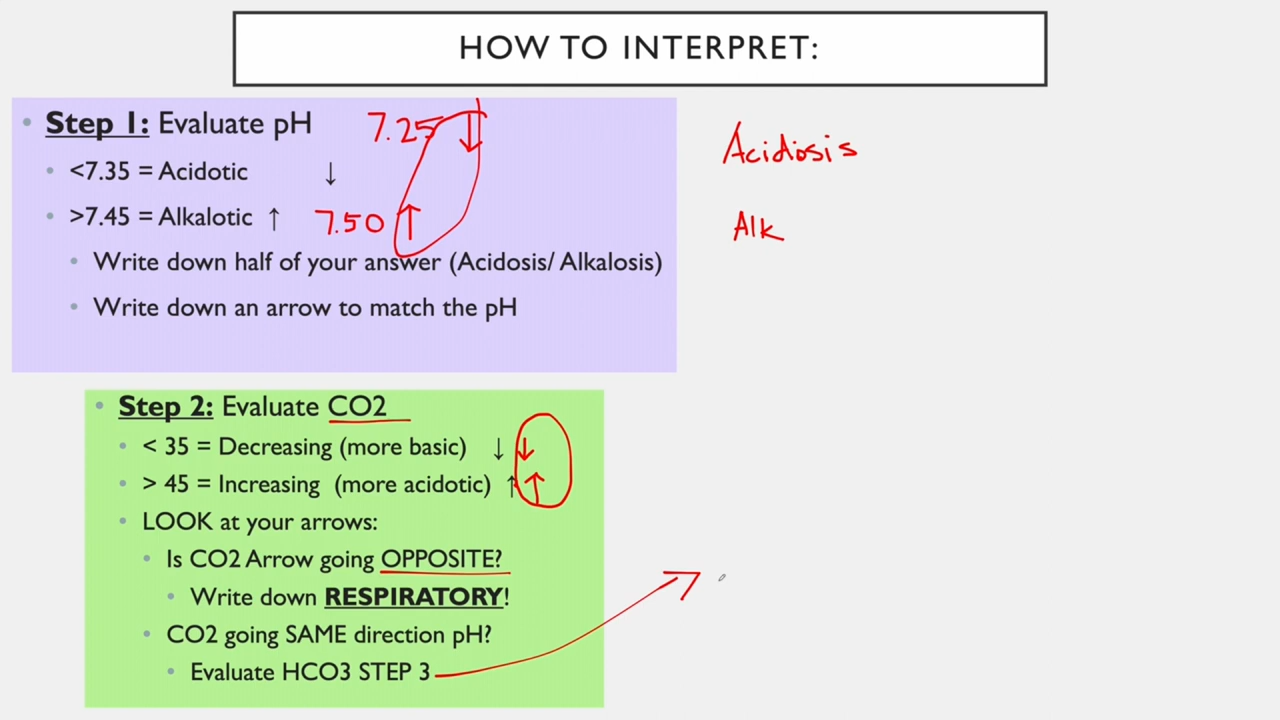 HOW TO INTERPRET:
• Step 1: Evaluate pH 7.25 ↓
• <7.35 = Acidotic ↓
• >7.45 = Alkalotic ↑ 7.50 ↑
• Write down half of your answer (Acidosis/ Alkalosis)
• Write down an arrow to match the pH
Acidosis
Alk
• Step 2: Evaluate CO2
• < 35 = Decreasing (more basic) ↓ ↓
• > 45 = Increasing (more acidotic) ↑ ↑
• LOOK at your arrows:
• Is CO2 Arrow going OPPOSITE?
• Write down RESPIRATORY!
• CO2 going SAME direction pH?
• Evaluate HCO3 STEP 3